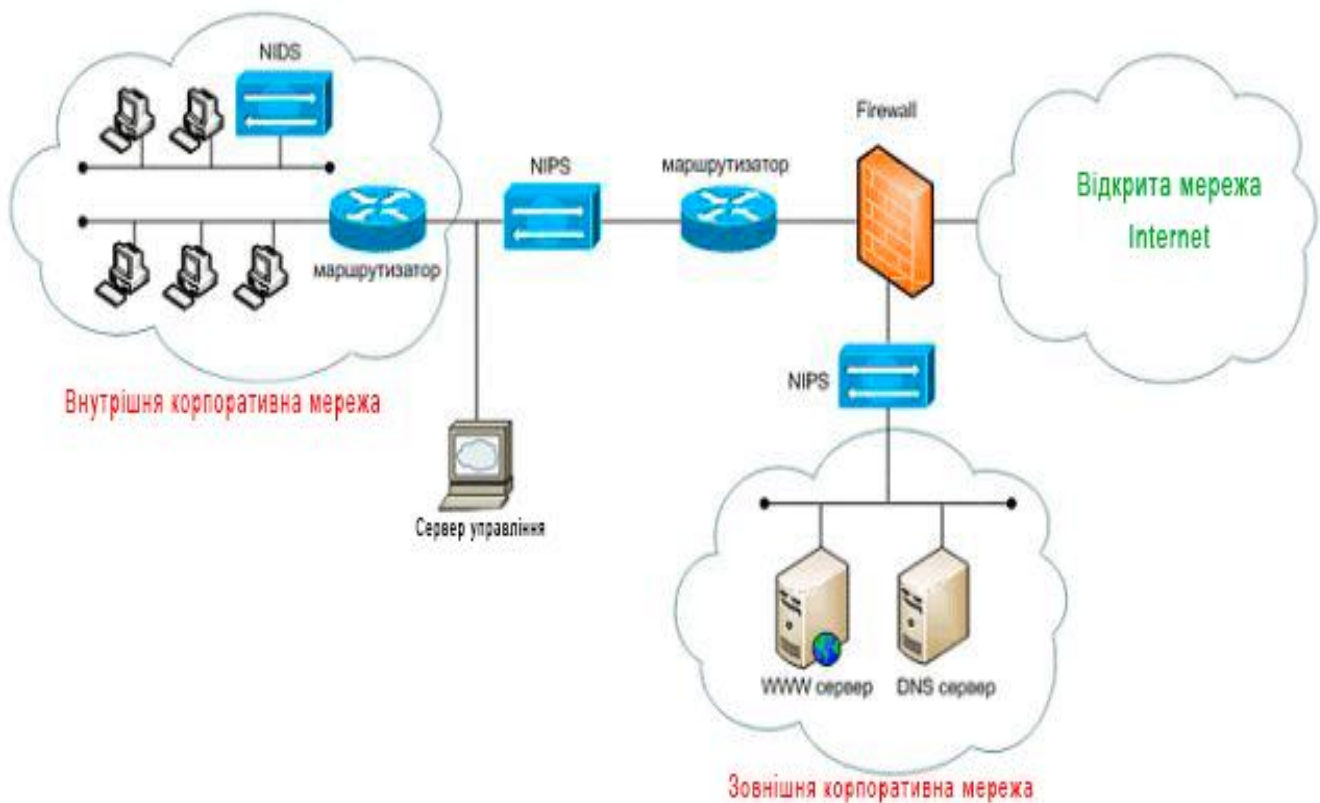 NIDS
Firewall
NIPS
маршрутизатор
Відкрита мережа
Internet
маршрутизатор
NIPS
Внутрішня корпоративна мережа
Сервер управління
WWW сервер
DNS сервер
Зовнішня корпоративна мережа